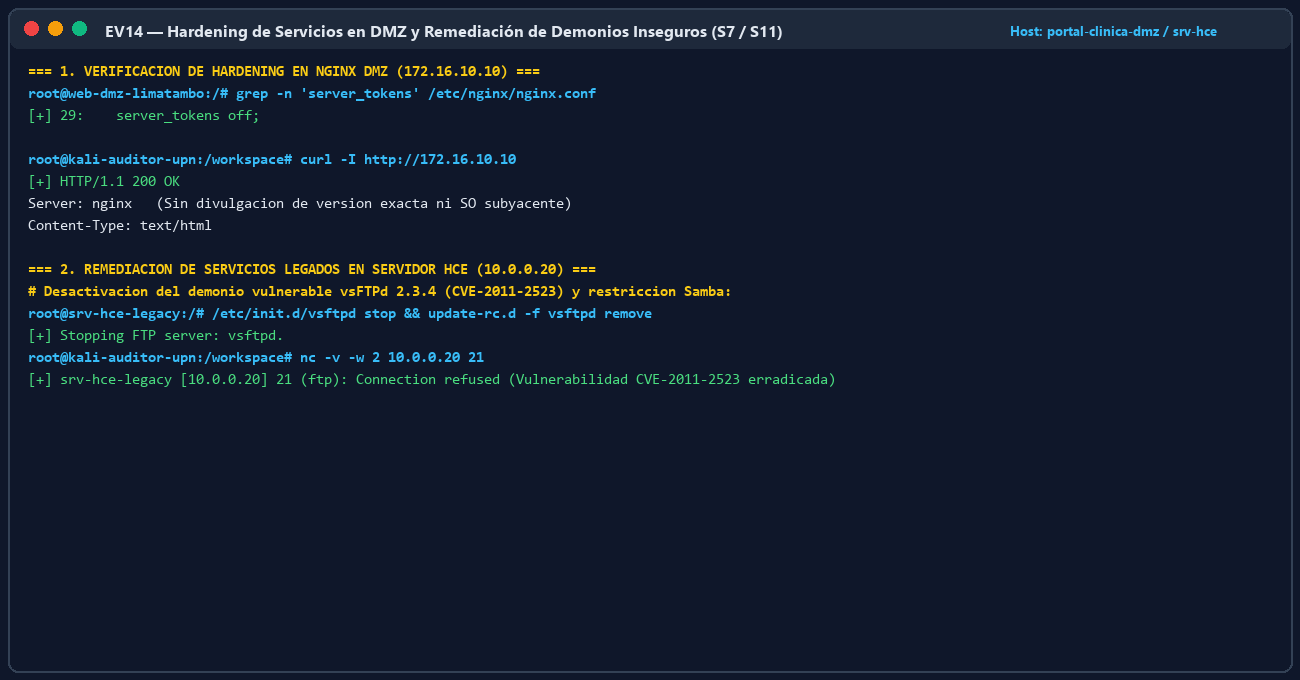 EV14 — Hardening de Servicios en DMZ y Remediación de Demonios Inseguros (S7 / S11)
Host: portal-clinica-dmz / srv-hce
=== 1. VERIFICACION DE HARDENING EN NGINX DMZ (172.16.10.10) ===
root@web-dmz-limatambo:/# grep -n 'server_tokens' /etc/nginx/nginx.conf
[+] 29:    server_tokens off;
root@kali-auditor-upn:/workspace# curl -I http://172.16.10.10
[+] HTTP/1.1 200 OK
Server: nginx   (Sin divulgacion de version exacta ni SO subyacente)
Content-Type: text/html
=== 2. REMEDIACION DE SERVICIOS LEGADOS EN SERVIDOR HCE (10.0.0.20) ===
# Desactivacion del demonio vulnerable vsFTPd 2.3.4 (CVE-2011-2523) y restriccion Samba:
root@srv-hce-legacy:/# /etc/init.d/vsftpd stop && update-rc.d -f vsftpd remove
[+] Stopping FTP server: vsftpd.
root@kali-auditor-upn:/workspace# nc -v -w 2 10.0.0.20 21
[+] srv-hce-legacy [10.0.0.20] 21 (ftp): Connection refused (Vulnerabilidad CVE-2011-2523 erradicada)